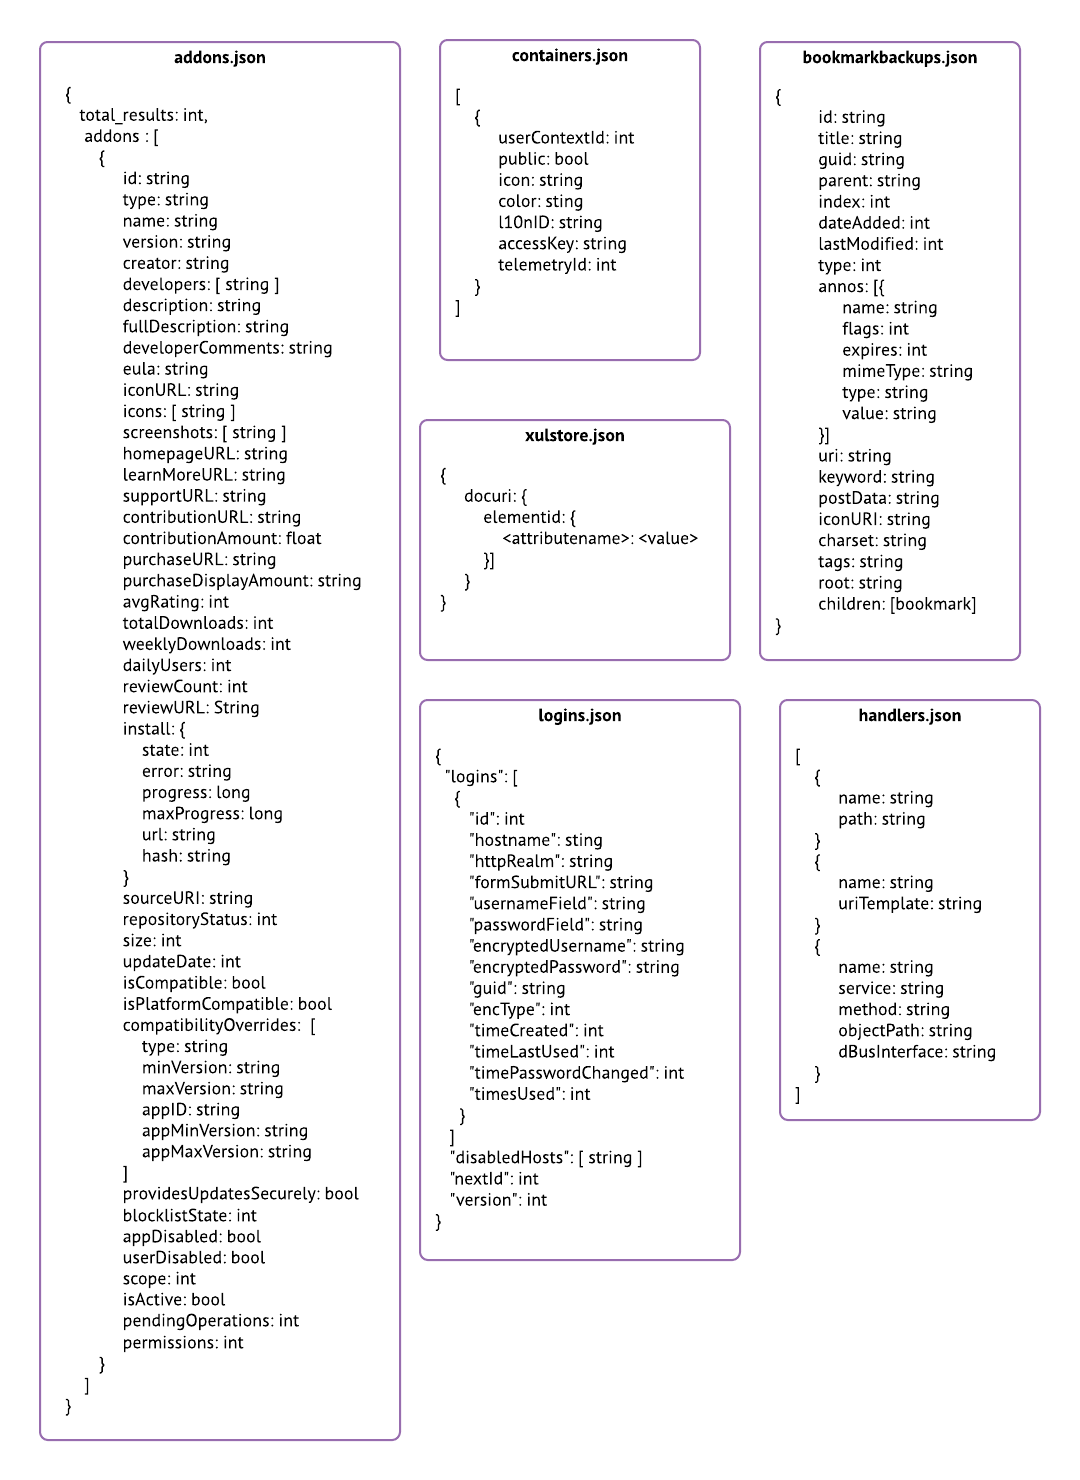 addons.json
{
total_results: int,
addons : [
{
id: string
type: string
name: string
version: string
creator: string
developers: [ string ]
description: string
fullDescription: string
developerComments: string
eula: string
iconURL: string
icons: [ string ]
screenshots: [ string ]
homepageURL: string
learnMoreURL: string
supportURL: string
contributionURL: string
contributionAmount: float
purchaseURL: string
purchaseDisplayAmount: string
avgRating: int
totalDownloads: int
weeklyDownloads: int
dailyUsers: int
reviewCount: int
reviewURL: String
install: {
state: int
error: string
progress: long
maxProgress: long
url: string
hash: string
}
sourceURI: string
repositoryStatus: int
size: int
updateDate: int
isCompatible: bool
isPlatformCompatible: bool
compatibilityOverrides:  [
type: string
minVersion: string
maxVersion: string
appID: string
appMinVersion: string
appMaxVersion: string
]
providesUpdatesSecurely: bool
blocklistState: int
appDisabled: bool
userDisabled: bool
scope: int
isActive: bool
pendingOperations: int
permissions: int
}
]
}
containers.json
[
{
userContextId: int
public: bool
icon: string
color: sting
l10nID: string
accessKey: string
telemetryId: int
}
]
bookmarkbackups.json
{
id: string
title: string
guid: string
parent: string
index: int
dateAdded: int
lastModified: int
type: int
annos: [{
name: string
flags: int
expires: int
mimeType: string
type: string
value: string
}]
uri: string
keyword: string
postData: string
iconURI: string
charset: string
tags: string
root: string
children: [bookmark]
}
xulstore.json
{
docuri: {
elementid: {
<attributename>: <value>
}]
}
}
logins.json
{
"logins": [
{
"id": int
"hostname": sting
"httpRealm": string
"formSubmitURL": string
"usernameField": string
"passwordField": string
"encryptedUsername": string
"encryptedPassword": string
"guid": string
"encType": int
"timeCreated": int
"timeLastUsed": int
"timePasswordChanged": int
"timesUsed": int
}
]
"disabledHosts": [ string ]
"nextId": int
"version": int
}
handlers.json
[
{
name: string
path: string
}
{
name: string
uriTemplate: string
}
{
name: string
service: string
method: string
objectPath: string
dBusInterface: string
}
]